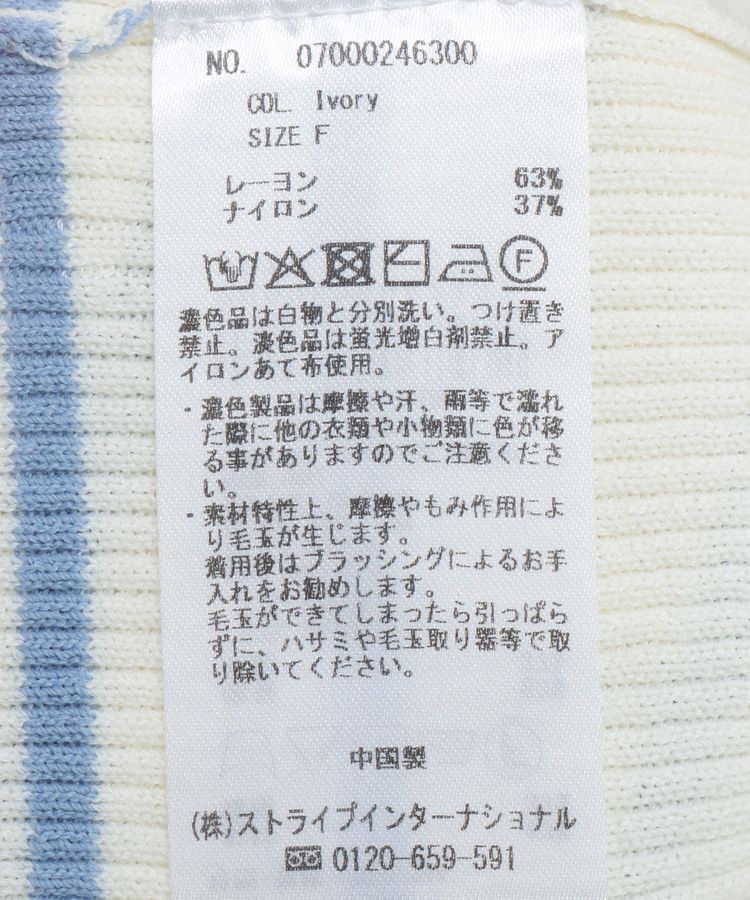 NO. 07000246300
COL. Ivory
SIZE F
レーヨン 63%
ナイロン 37%
F
濃色品は白物と分別洗い。つけ置き
禁止。淡色品は蛍光増白剤禁止。ア
イロンあて布使用。
・濃色製品は摩擦や汗、雨等で濡れ
た際に他の衣類や小物類に色が移
る事がありますのでご注意くださ
い。
・素材特性上、摩擦やもみ作用によ
り毛玉が生じます。
着用後はブラッシングによるお手
入れをお勧めします。
毛玉ができてしまったら引っぱら
ずに、ハサミや毛玉取り器等で取
り除いてください。
中国製
(株)ストライプインターナショナル
0120-659-591